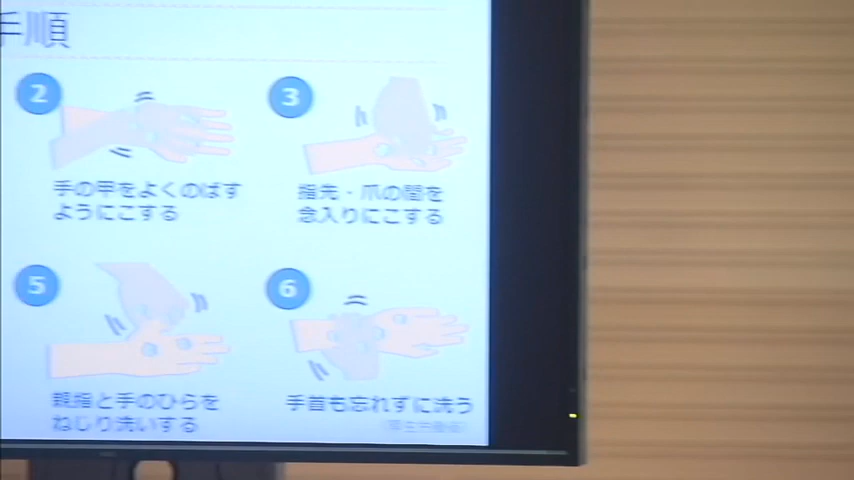 手順
2
手の甲をよくのばす
ようにこする
3
指先・爪の間を
念入りにこする
5
親指と手のひらを
ねじり洗いする
6
手首も忘れずに洗う